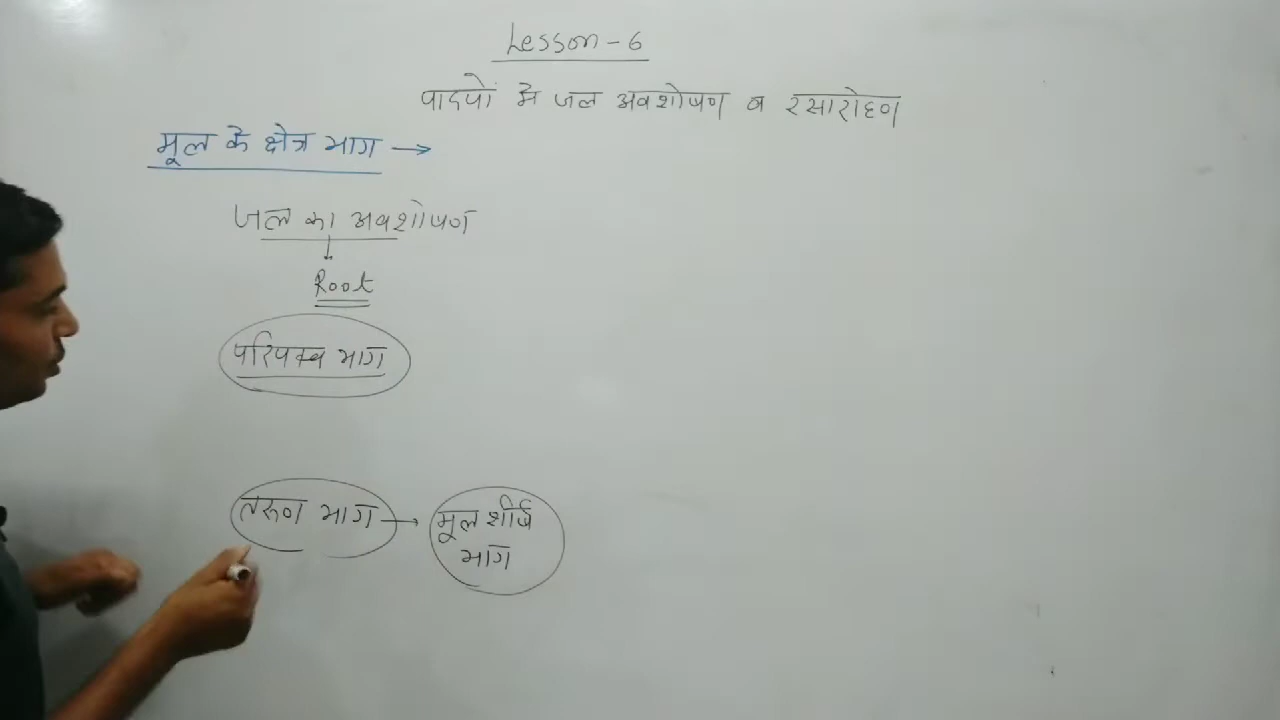 Lesson - 6
पादपों मे जल अवशोषण व रसारोहण
मूल के क्षेत्र भाग →
जल का अवशोषण
↓
Root
परिपक्व भाग
तरूण भाग → मूल शीर्ष
भाग